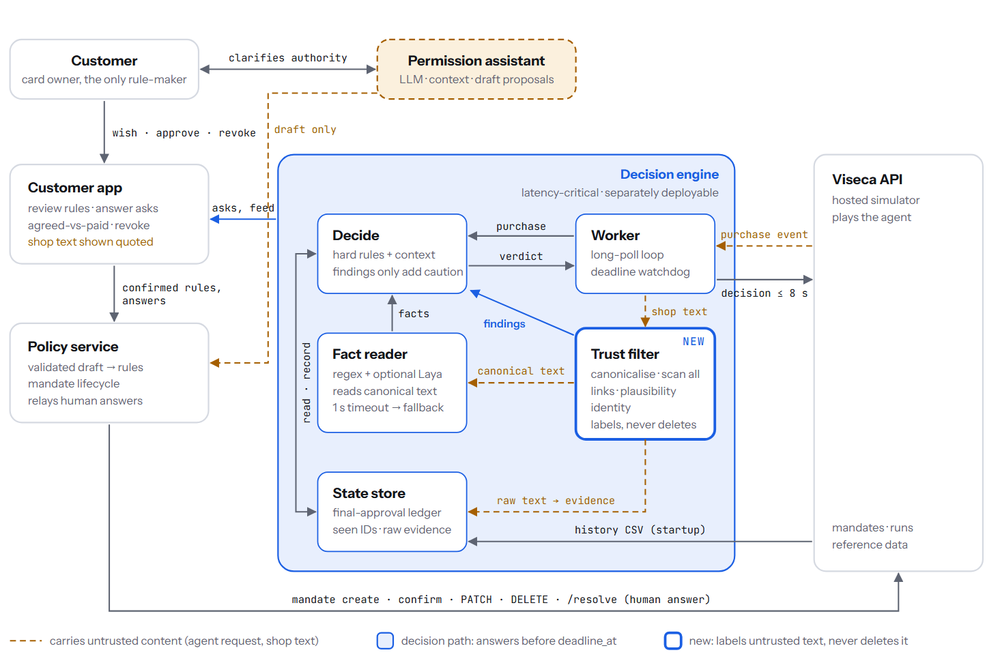 Customer
card owner, the only rule-maker
clarifies authority
Permission assistant
LLM · context · draft proposals
wish · approve · revoke
draft only
Customer app
review rules · answer asks
agreed-vs-paid · revoke
shop text shown quoted
asks, feed
Decision engine
latency-critical · separately deployable
Viseca API
hosted simulator
plays the agent
Decide
hard rules + context
findings only add caution
purchase
verdict
Worker
long-poll loop
deadline watchdog
purchase event
decision ≤ 8 s
confirmed rules,
answers
facts
findings
shop text
Policy service
validated draft → rules
mandate lifecycle
relays human answers
read · record
Fact reader
regex + optional Laya
reads canonical text
1 s timeout → fallback
canonical text
NEW
Trust filter
canonicalise · scan all
links · plausibility
identity
labels, never deletes
State store
final-approval ledger
seen IDs · raw evidence
raw text → evidence
history CSV (startup)
mandates · runs
reference data
mandate create · confirm · PATCH · DELETE · /resolve (human answer)
carries untrusted content (agent request, shop text)
decision path: answers before deadline_at
new: labels untrusted text, never deletes it